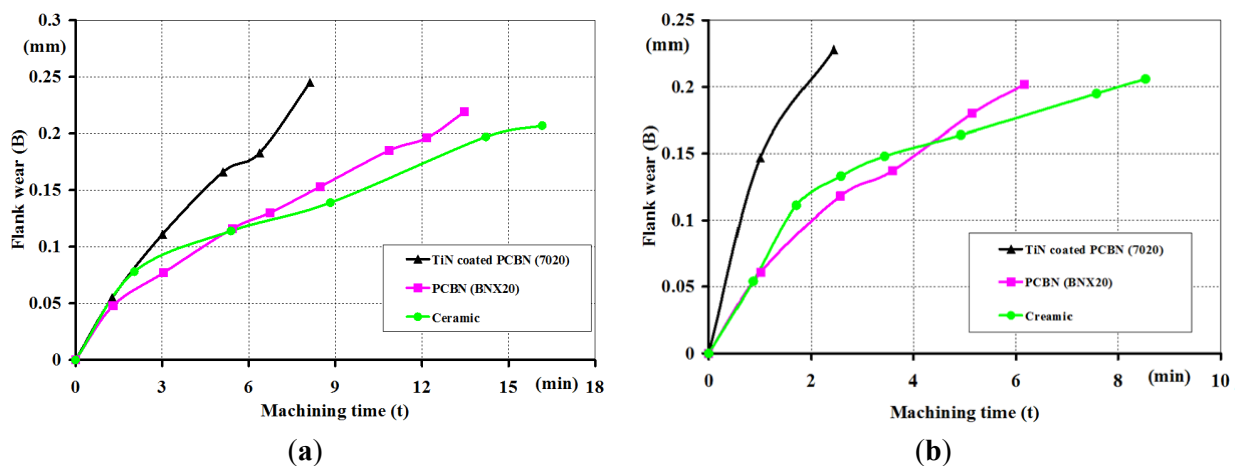 0.3
(mm)
0.25
0.2
0.15
0.1
0.05
0
Flank wear (B)
TiN coated PCBN (7020)
PCBN (BNX20)
Ceramic
0 3 6 9 12 15 (min) 18
Machining time (t)
(a)
0.25
(mm)
0.2
0.15
0.1
0.05
0
Flank wear (B)
TiN coated PCBN (7020)
PCBN (BNX20)
Creamic
0 2 4 6 8 (min) 10
Machining time (t)
(b)